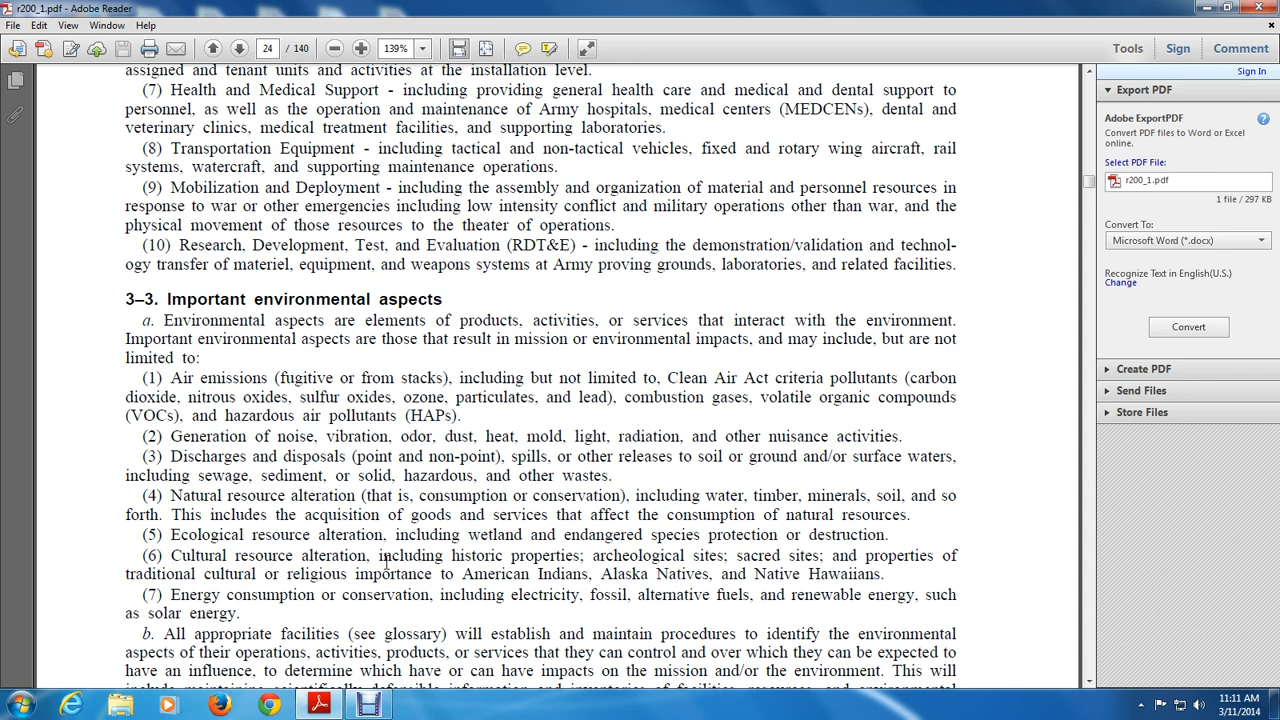 r200_1.pdf - Adobe Reader
File Edit View Window Help
24 / 140 139% Tools Sign Comment
Sign In
assigned and tenant units and activities at the installation level.
(7) Health and Medical Support - including providing general health care and medical and dental support to
personnel, as well as the operation and maintenance of Army hospitals, medical centers (MEDCENs), dental and
veterinary clinics, medical treatment facilities, and supporting laboratories.
(8) Transportation Equipment - including tactical and non-tactical vehicles, fixed and rotary wing aircraft, rail
systems, watercraft, and supporting maintenance operations.
(9) Mobilization and Deployment - including the assembly and organization of material and personnel resources in
response to war or other emergencies including low intensity conflict and military operations other than war, and the
physical movement of those resources to the theater of operations.
(10) Research, Development, Test, and Evaluation (RDT&E) - including the demonstration/validation and technol-
ogy transfer of materiel, equipment, and weapons systems at Army proving grounds, laboratories, and related facilities.
3–3. Important environmental aspects
a. Environmental aspects are elements of products, activities, or services that interact with the environment.
Important environmental aspects are those that result in mission or environmental impacts, and may include, but are not
limited to:
(1) Air emissions (fugitive or from stacks), including but not limited to, Clean Air Act criteria pollutants (carbon
dioxide, nitrous oxides, sulfur oxides, ozone, particulates, and lead), combustion gases, volatile organic compounds
(VOCs), and hazardous air pollutants (HAPs).
(2) Generation of noise, vibration, odor, dust, heat, mold, light, radiation, and other nuisance activities.
(3) Discharges and disposals (point and non-point), spills, or other releases to soil or ground and/or surface waters,
including sewage, sediment, or solid, hazardous, and other wastes.
(4) Natural resource alteration (that is, consumption or conservation), including water, timber, minerals, soil, and so
forth. This includes the acquisition of goods and services that affect the consumption of natural resources.
(5) Ecological resource alteration, including wetland and endangered species protection or destruction.
(6) Cultural resource alteration, including historic properties; archeological sites; sacred sites; and properties of
traditional cultural or religious importance to American Indians, Alaska Natives, and Native Hawaiians.
(7) Energy consumption or conservation, including electricity, fossil, alternative fuels, and renewable energy, such
as solar energy.
b. All appropriate facilities (see glossary) will establish and maintain procedures to identify the environmental
aspects of their operations, activities, products, or services that they can control and over which they can be expected to
have an influence, to determine which have or can have impacts on the mission and/or the environment. This will
Export PDF
Adobe ExportPDF
Convert PDF files to Word or Excel
online.
Select PDF File:
r200_1.pdf
1 file / 297 KB
Convert To:
Microsoft Word (*.docx)
Recognize Text in English(U.S.)
Change
Convert
Create PDF
Send Files
Store Files
11:11 AM
3/11/2014